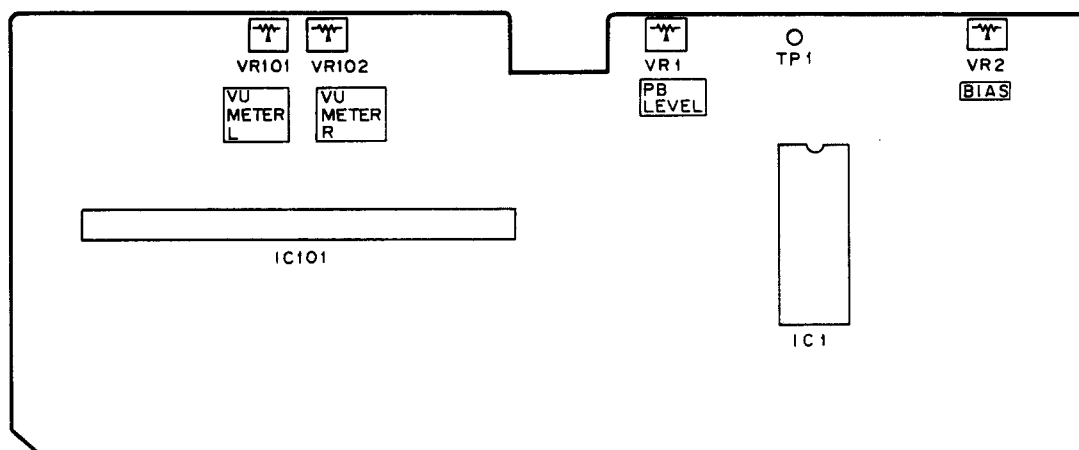 VR101 VR102 VR1 TP1 VR2
VU
METER
L
VU
METER
R
PB
LEVEL
BIAS
IC101
IC1